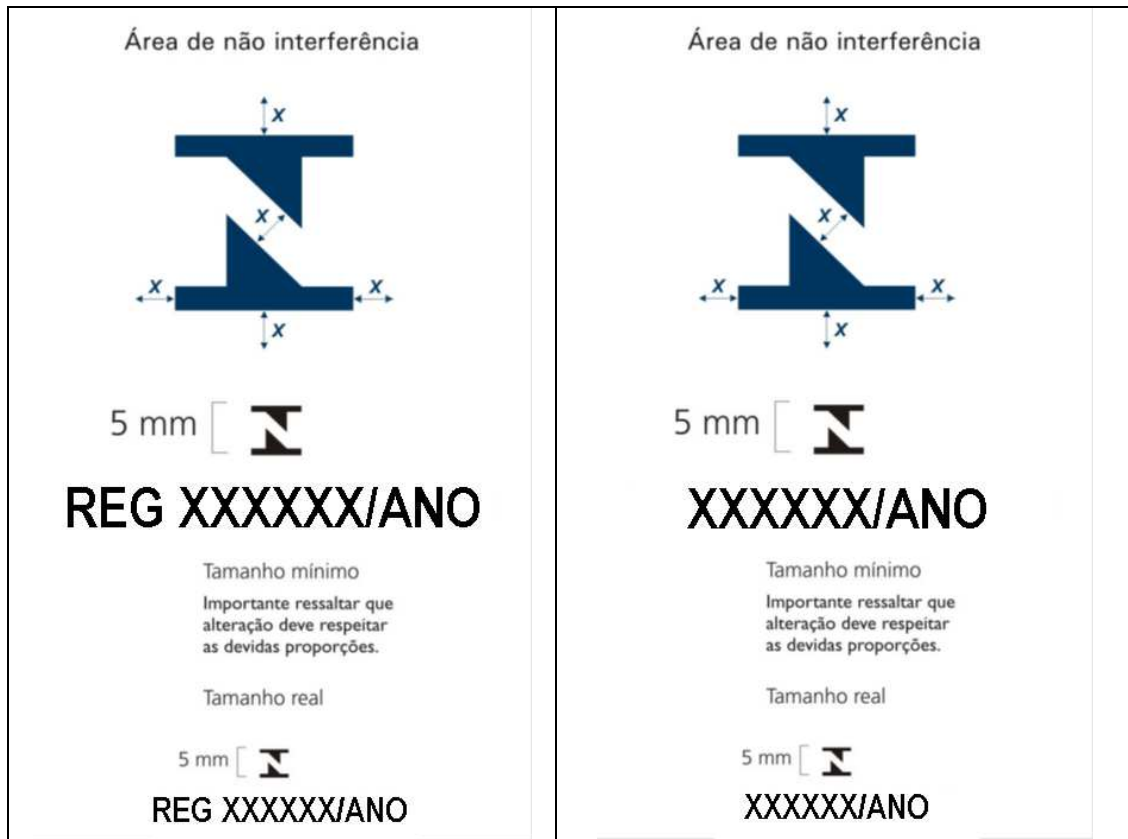 Área de não interferência
x
x
x
x
x
5 mm
REG XXXXXX/ANO
Tamanho mínimo
Importante ressaltar que
alteração deve respeitar
as devidas proporções.
Tamanho real
5 mm
REG XXXXXX/ANO
Área de não interferência
x
x
x
x
x
5 mm
XXXXXX/ANO
Tamanho mínimo
Importante ressaltar que
alteração deve respeitar
as devidas proporções.
Tamanho real
5 mm
XXXXXX/ANO